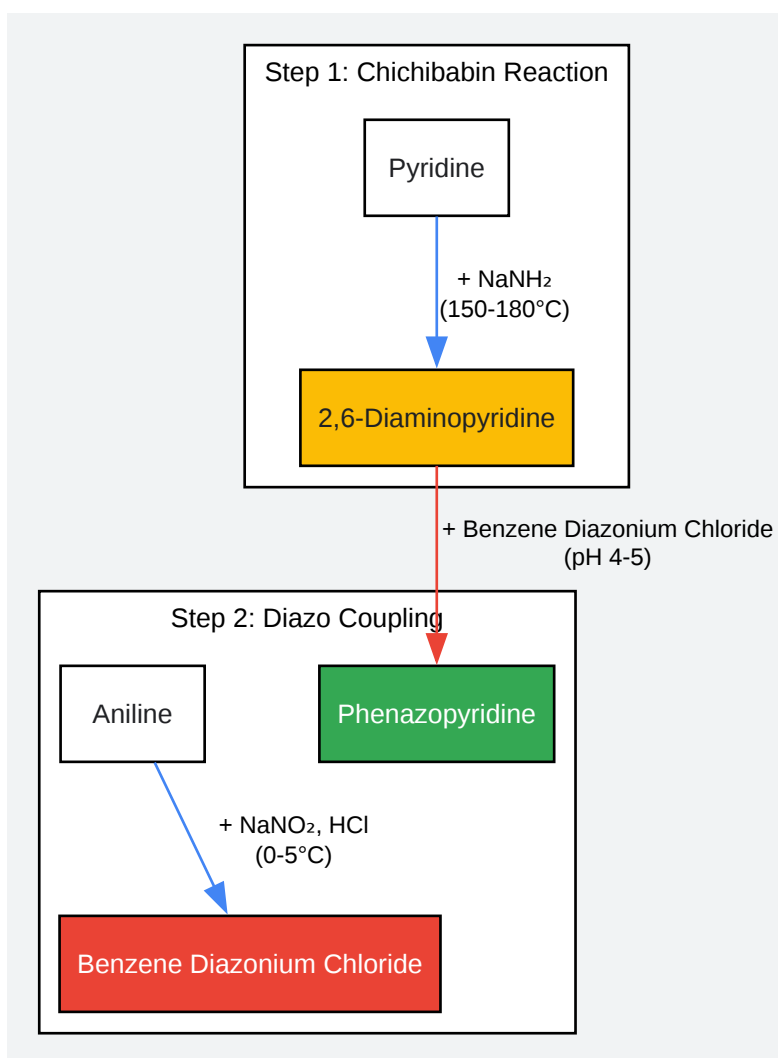 Step 1: Chichibabin Reaction
Pyridine
+ NaNH₂
(150-180°C)
2,6-Diaminopyridine
+ Benzene Diazonium Chloride
(pH 4-5)
Step 2: Diazo Coupling
Aniline
Phenazopyridine
+ NaNO₂, HCl
(0-5°C)
Benzene Diazonium Chloride